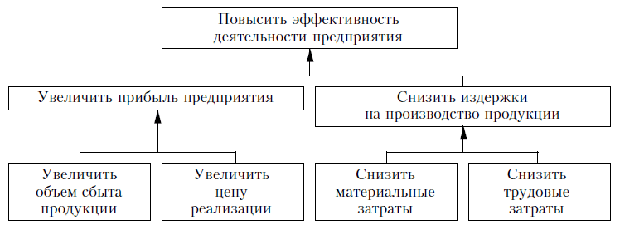 Повысить эффективность
деятельности предприятия
Увеличить прибыль предприятия
Снизить издержки
на производство продукции
Увеличить
объем сбыта
продукции
Увеличить
цену
реализации
Снизить
материальные
затраты
Снизить
трудовые
затраты